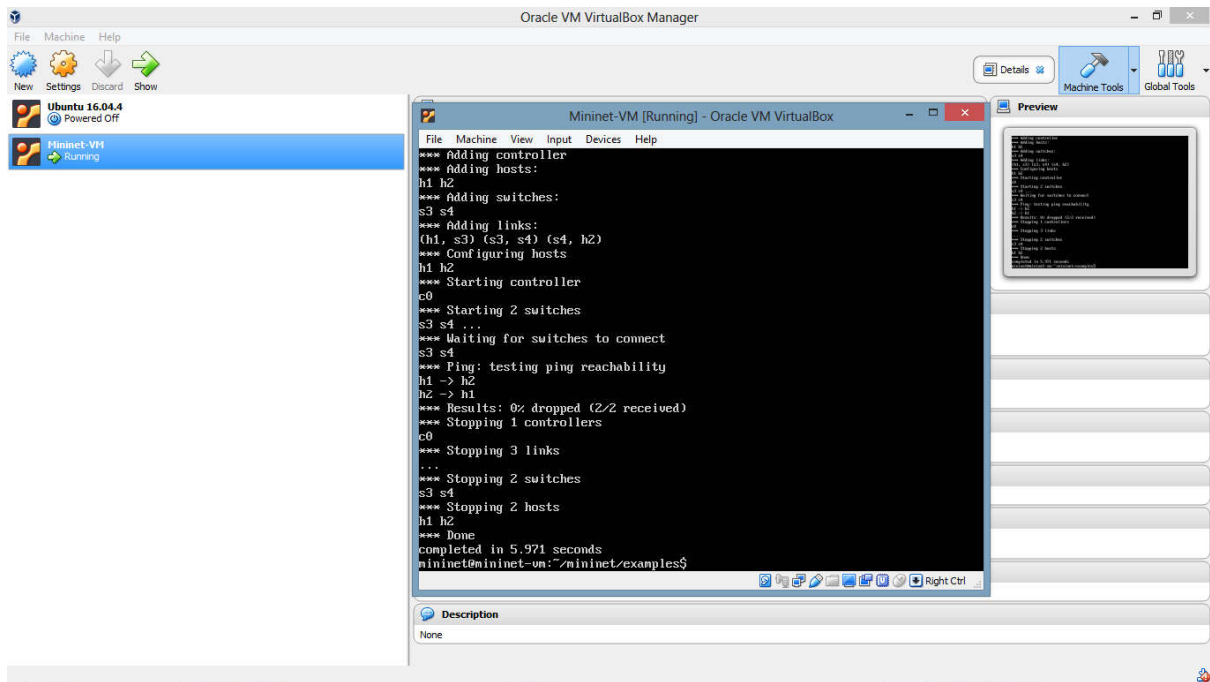 Oracle VM VirtualBox Manager
File Machine Help
New Settings Discard Show
Details
Machine Tools
Global Tools
Ubuntu 16.04.4
Powered Off
Mininet-VM
Running
Mininet-VM [Running] - Oracle VM VirtualBox
File Machine View Input Devices Help
*** Adding controller
*** Adding hosts:
h1 h2
*** Adding switches:
s3 s4
*** Adding links:
(h1, s3) (s3, s4) (s4, h2)
*** Configuring hosts
h1 h2
*** Starting controller
c0
*** Starting 2 switches
s3 s4 ...
*** Waiting for switches to connect
s3 s4
*** Ping: testing ping reachability
h1 -> h2
h2 -> h1
*** Results: 0% dropped (2/2 received)
*** Stopping 1 controllers
c0
*** Stopping 3 links
...
*** Stopping 2 switches
s3 s4
*** Stopping 2 hosts
h1 h2
*** Done
completed in 5.971 seconds
mininet@mininet-vm:~/mininet/examples$
Right Ctrl
Preview
Description
None